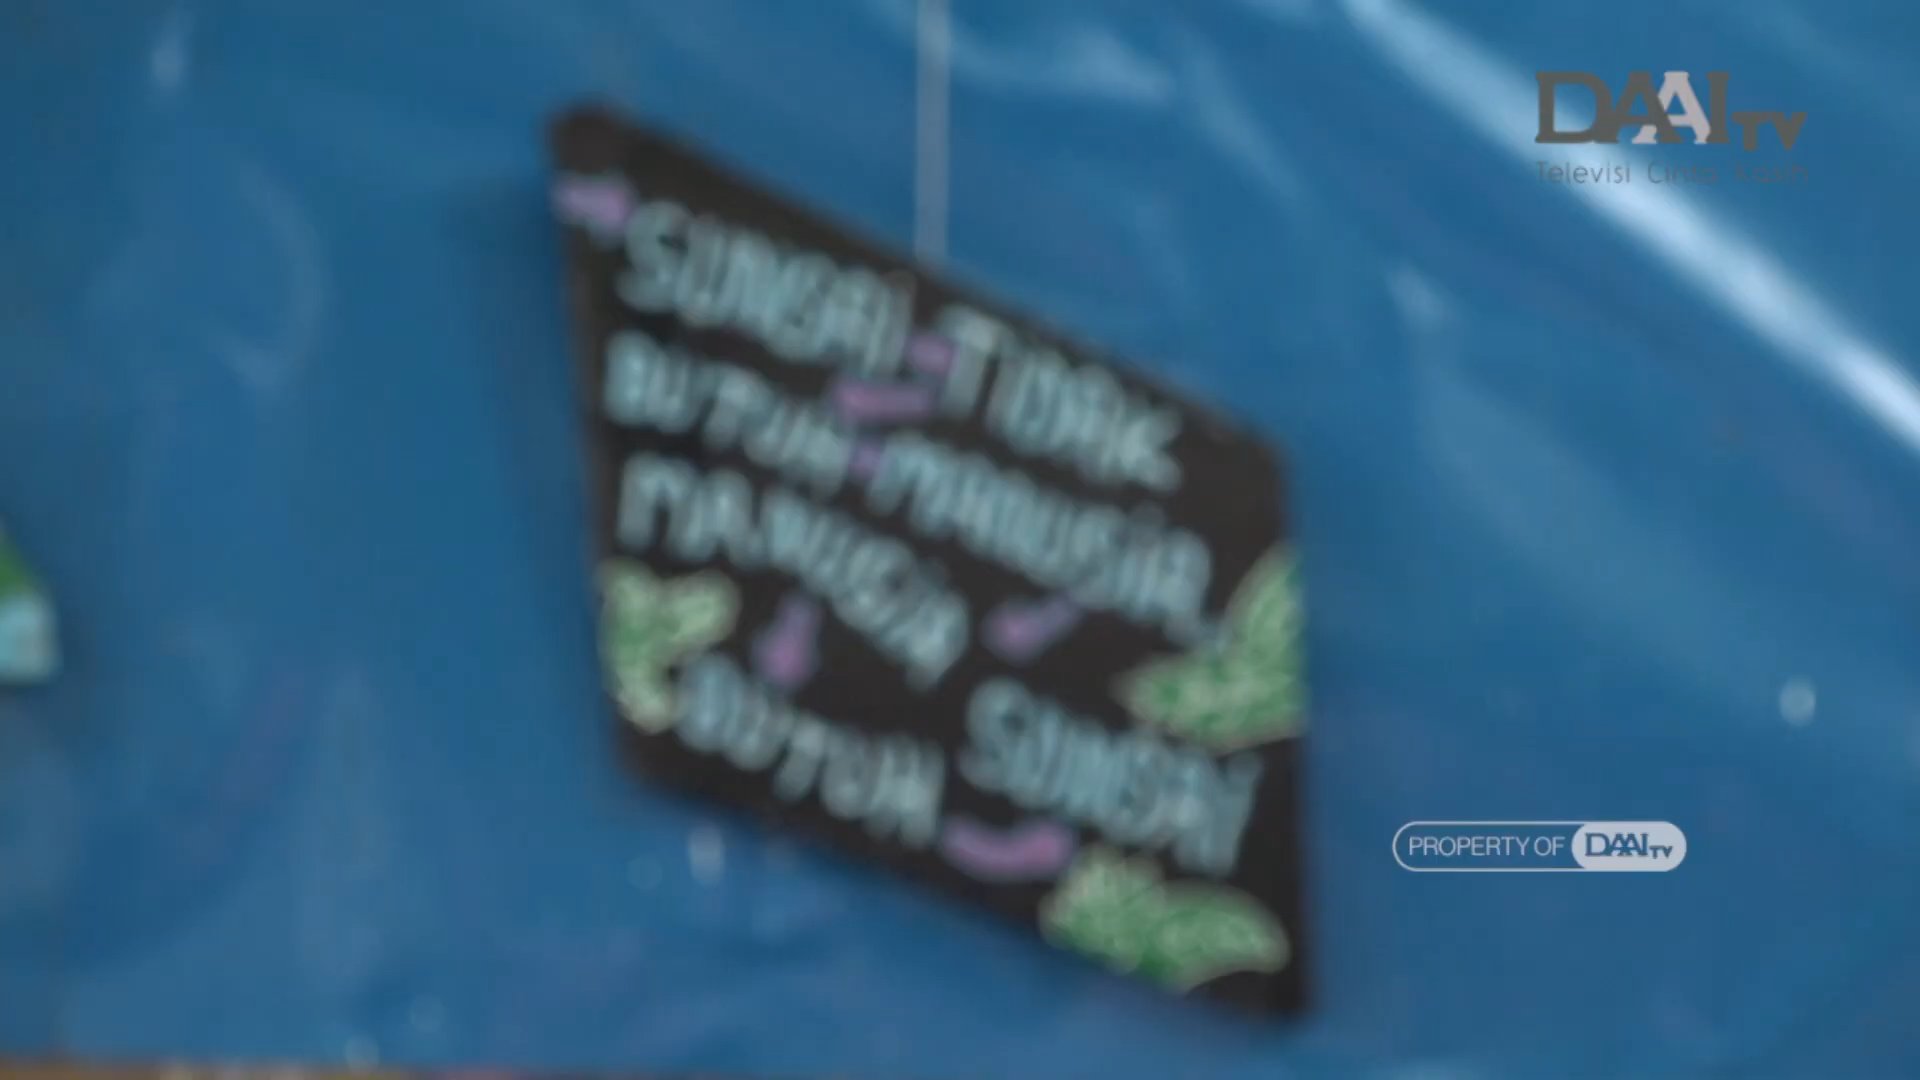 DAAI TV
Televisi Cinta Kasih
SUNGAI TIDAK
BUTUH MANUSIA,
MANUSIA
BUTUH SUNGAI
PROPERTY OF DAAI TV